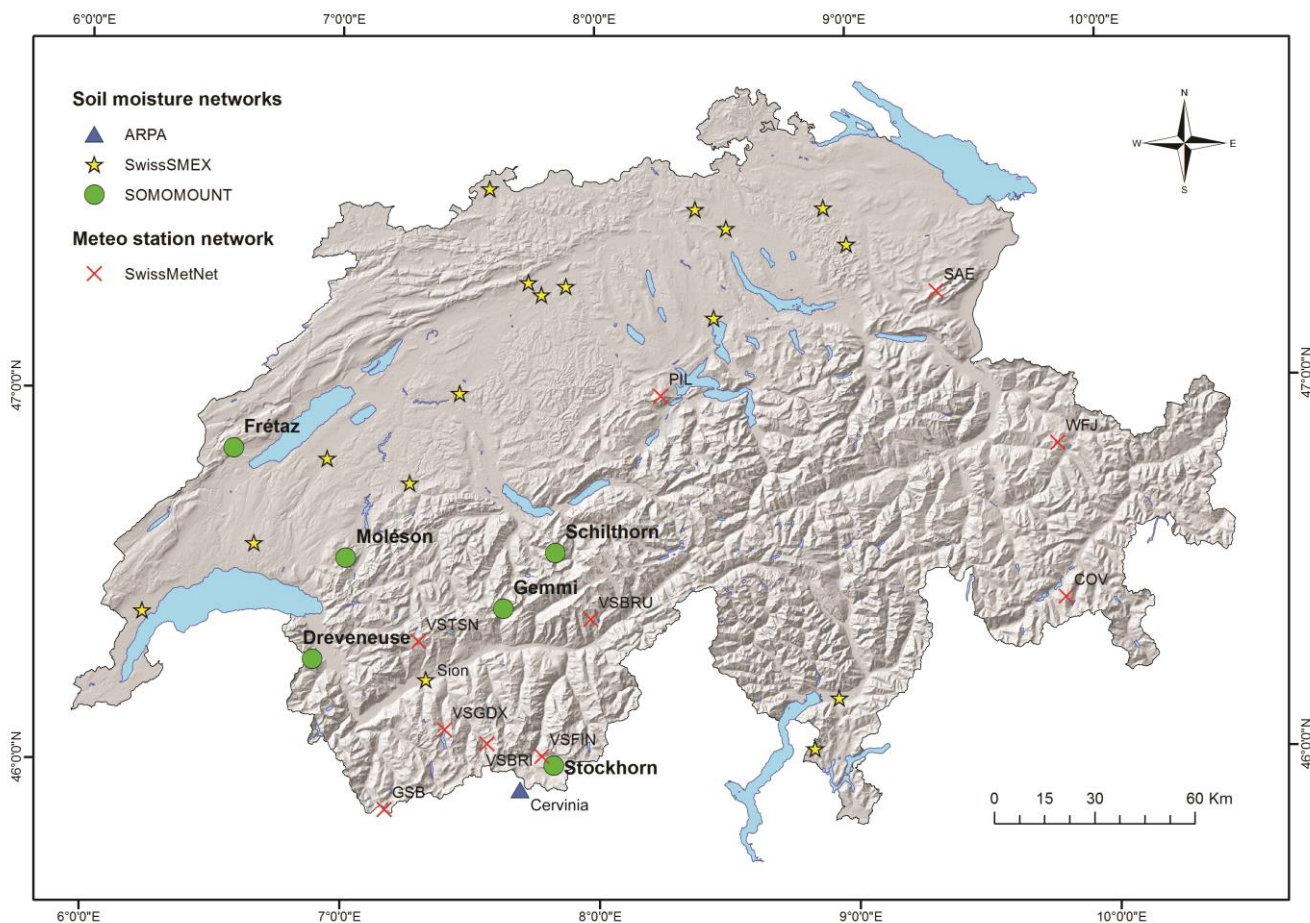 6°0'0"E 7°0'0"E 8°0'0"E 9°0'0"E 10°0'0"E
Soil moisture networks
ARPA
SwissSMEX
SOMOMOUNT
Meteo station network
SwissMetNet
N
W E
S
SAE
47°0'0"N
47°0'0"N
PIL
WFJ
Frétaz
Moléson
Schilthorn
Gemmi
COV
VSBRU
VSTSN
Dreveneuse
Sion
VSGDX
VSFIN
VSBRI
Stockhorn
46°0'0"N
46°0'0"N
GSB
Cervinia
0 15 30 60 Km
6°0'0"E 7°0'0"E 8°0'0"E 9°0'0"E 10°0'0"E